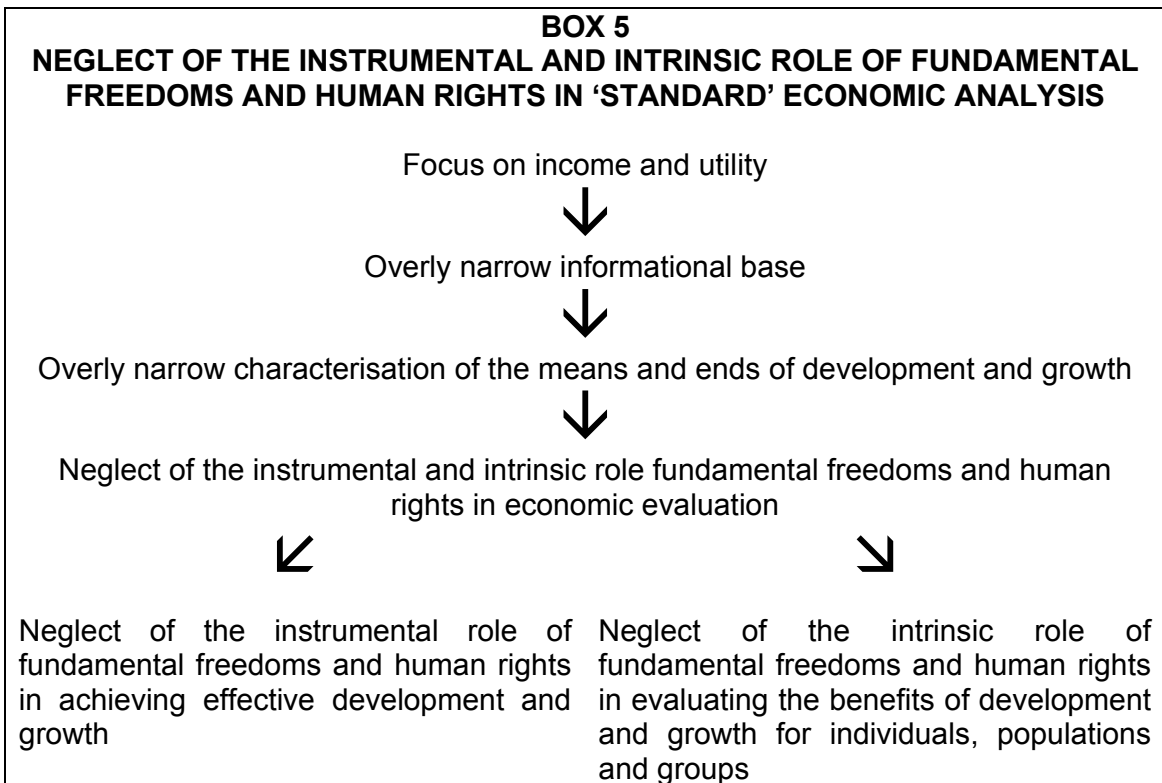 BOX 5
NEGLECT OF THE INSTRUMENTAL AND INTRINSIC ROLE OF FUNDAMENTAL
FREEDOMS AND HUMAN RIGHTS IN ‘STANDARD’ ECONOMIC ANALYSIS
Focus on income and utility
Overly narrow informational base
Overly narrow characterisation of the means and ends of development and growth
Neglect of the instrumental and intrinsic role fundamental freedoms and human
rights in economic evaluation
Neglect of the instrumental role of
fundamental freedoms and human rights
in achieving effective development and
growth
Neglect of the intrinsic role of
fundamental freedoms and human rights
in evaluating the benefits of development
and growth for individuals, populations
and groups